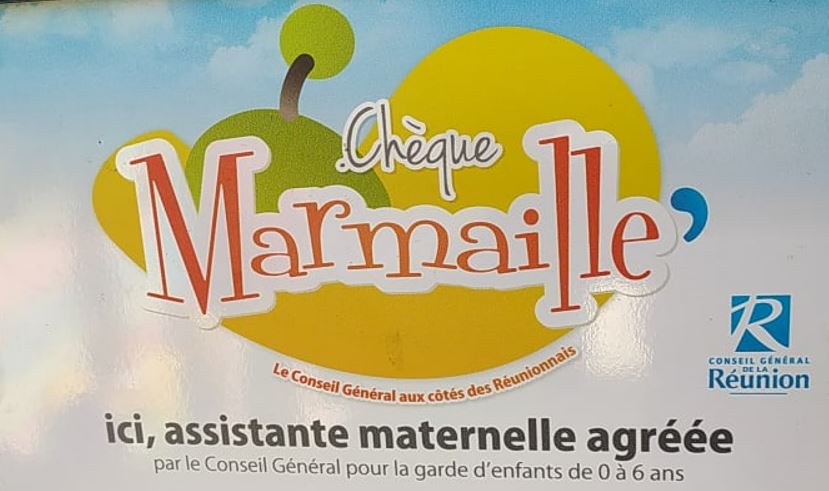 Chèque
Marmaille
Le Conseil Général aux côtés des Réunionnais
R
CONSEIL GÉNÉRAL
DE LA
Réunion
ici, assistante maternelle agréée
par le Conseil Général pour la garde d'enfants de 0 à 6 ans